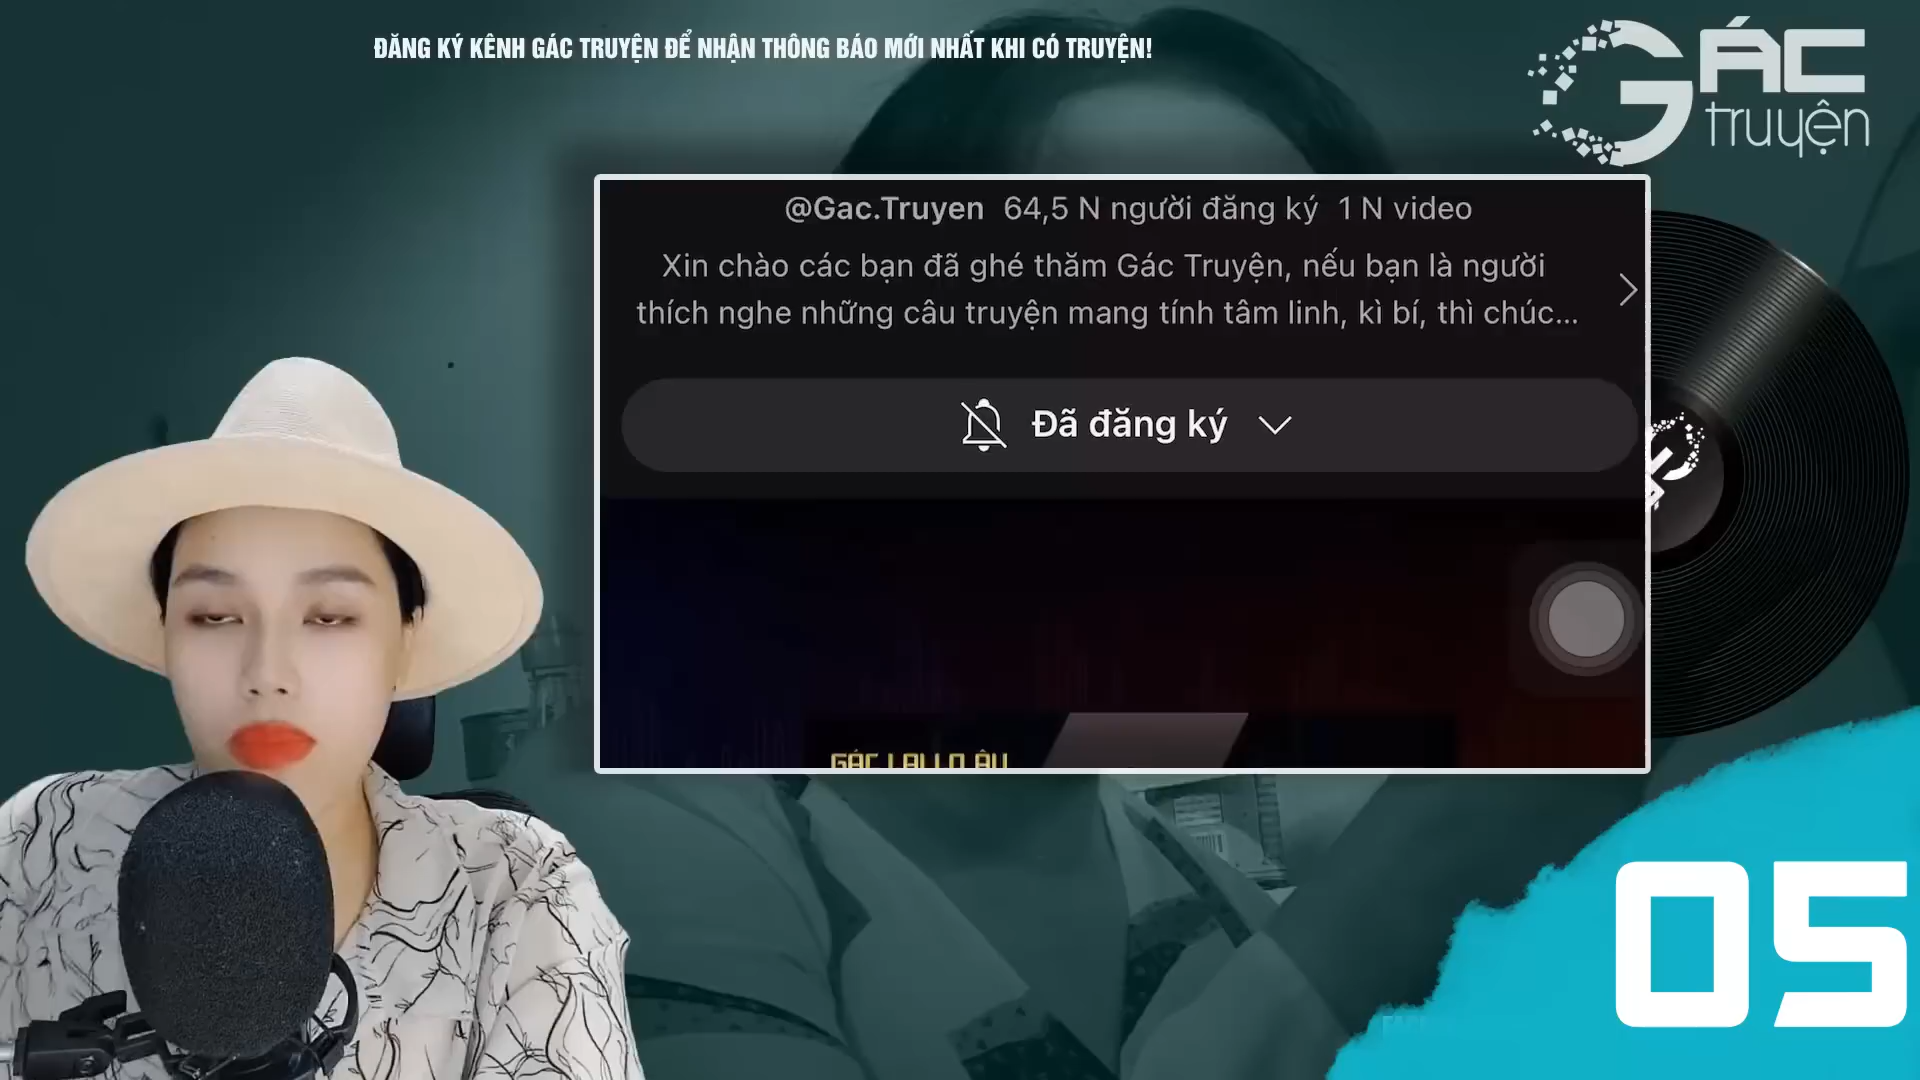 ĐĂNG KÝ KÊNH GÁC TRUYỆN ĐỂ NHẬN THÔNG BÁO MỚI NHẤT KHI CÓ TRUYỆN!
GÁC
truyện
@Gac.Truyen 64,5 N người đăng ký 1 N video
Xin chào các bạn đã ghé thăm Gác Truyện, nếu bạn là người
thích nghe những câu truyện mang tính tâm linh, kì bí, thì chúc...
Đã đăng ký
05